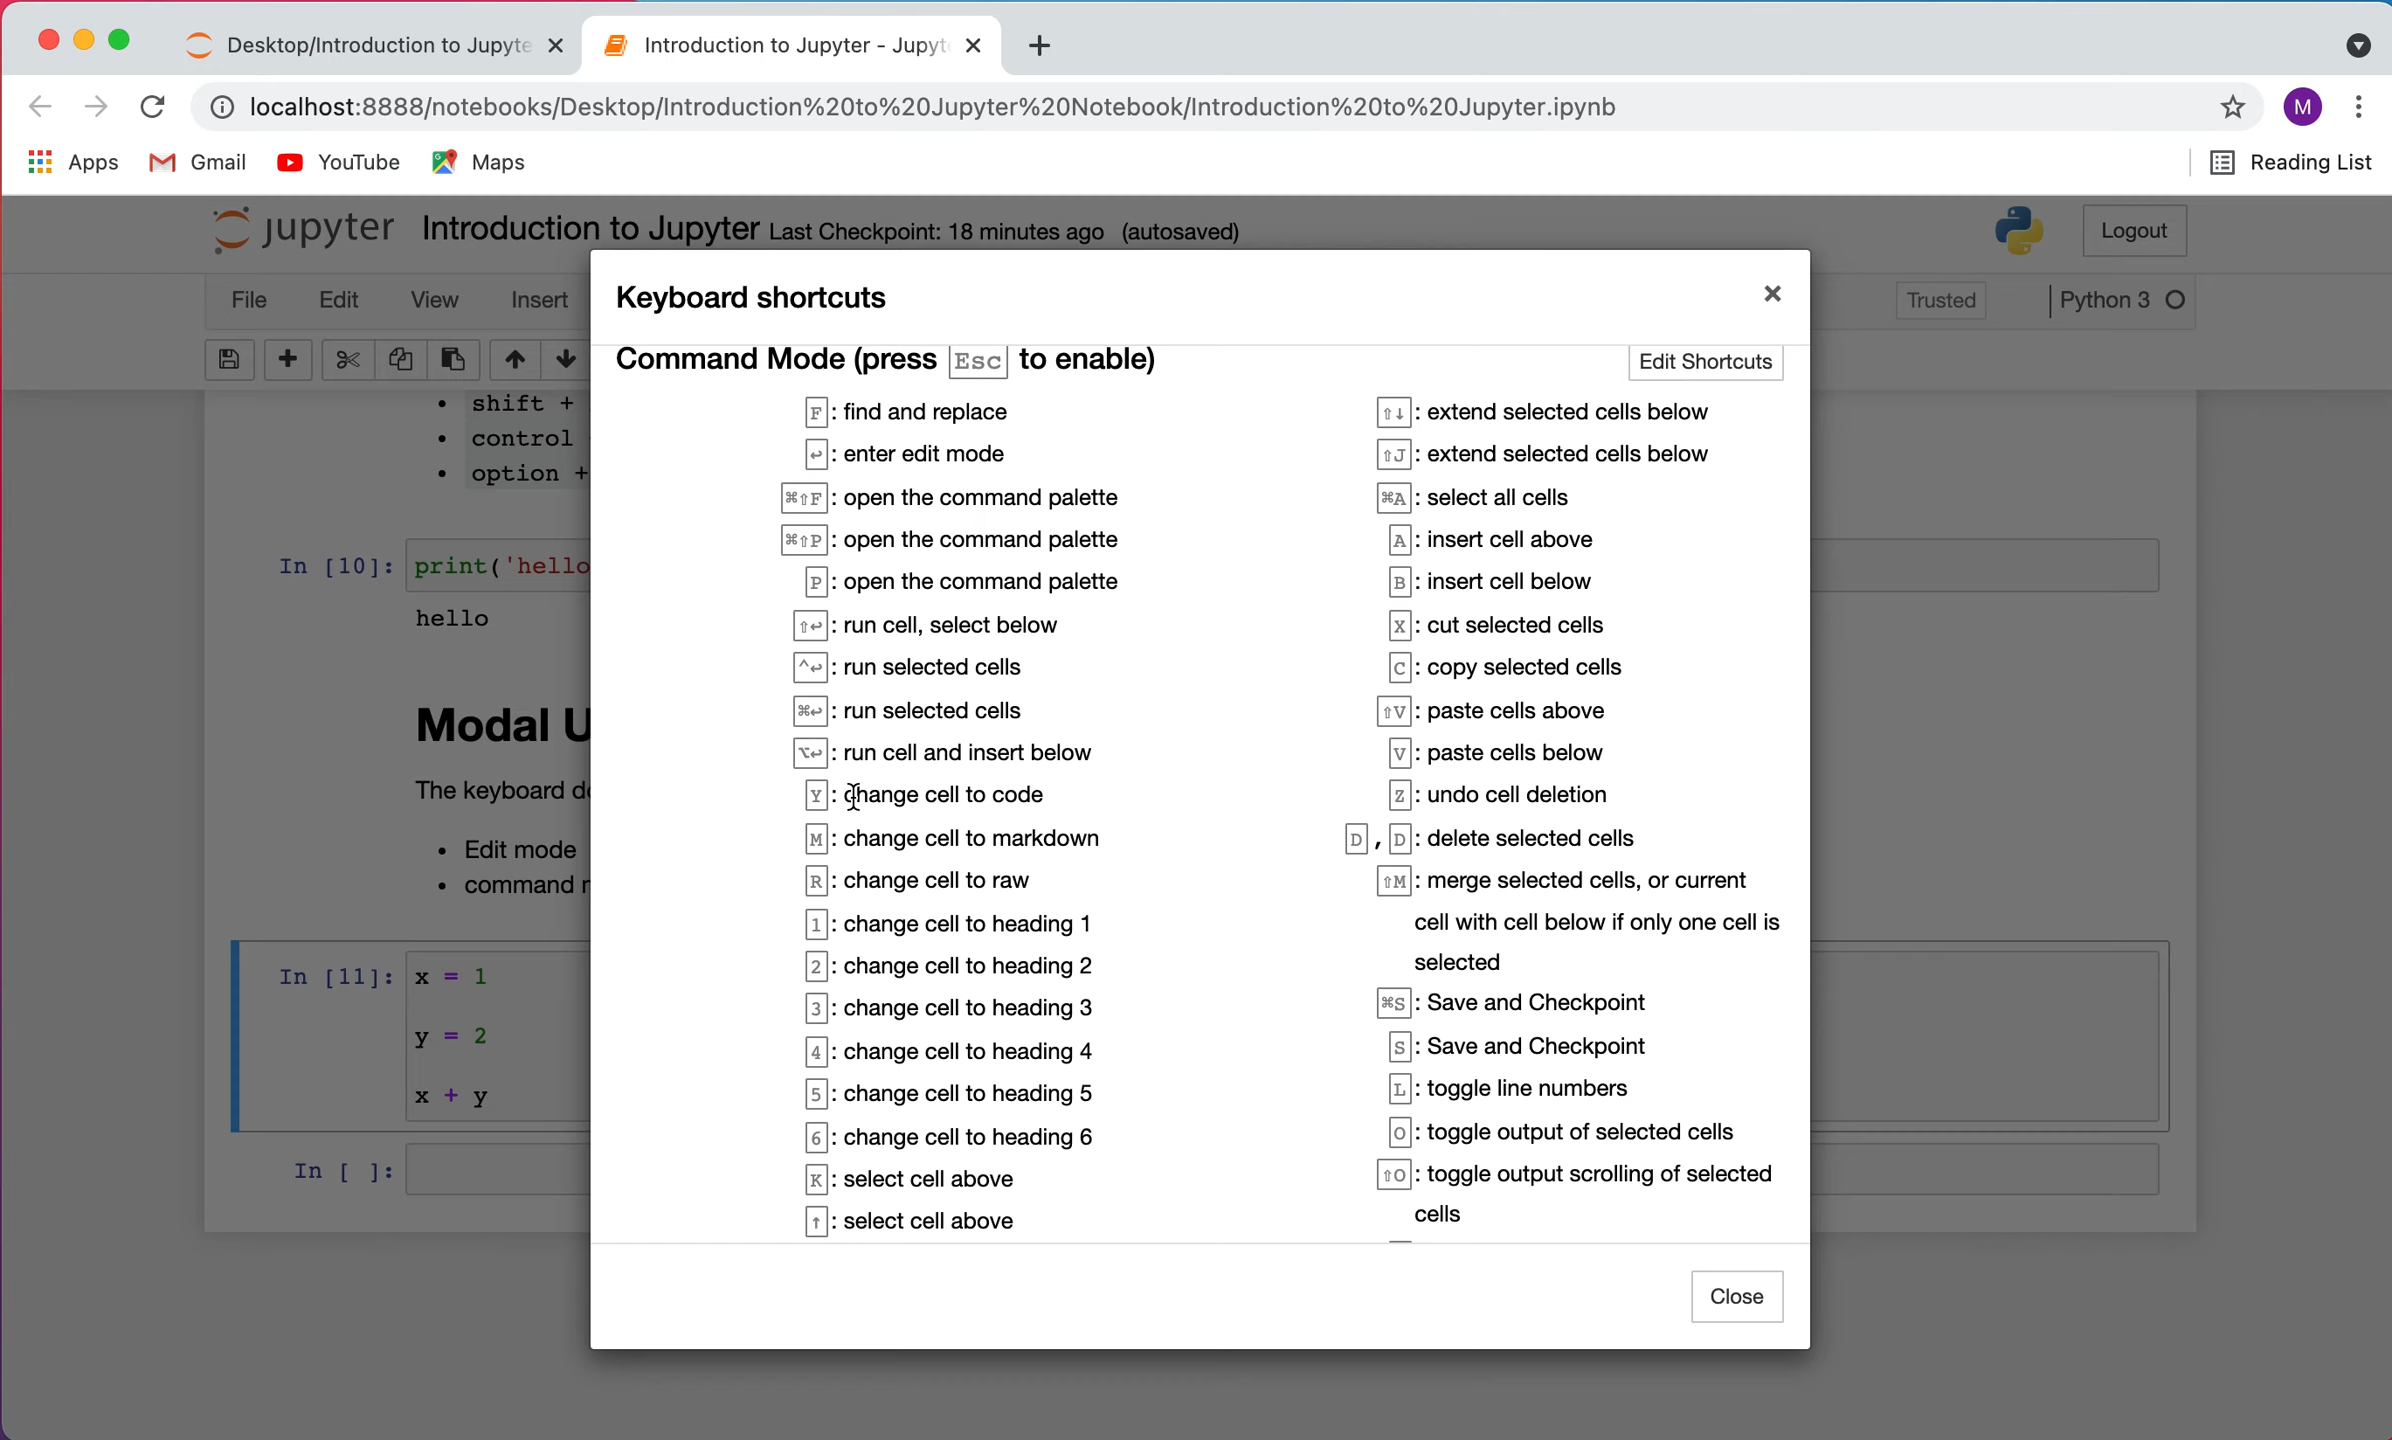 Desktop/Introduction to Jupyte
Introduction to Jupyter - Jupyt
localhost:8888/notebooks/Desktop/Introduction%20to%20Jupyter%20Notebook/Introduction%20to%20Jupyter.ipynb
M
Apps
Gmail
YouTube
Maps
Reading List
jupyter Introduction to Jupyter Last Checkpoint: 18 minutes ago (autosaved)
Logout
File Edit View Insert
Trusted
Python 3
• shift +
• control
• option +
In [10]: print('hello
hello
Modal U
The keyboard d
• Edit mode
• command
In [11]: x = 1
y = 2
x + y
In [ ]:
Keyboard shortcuts
Command Mode (press Esc to enable)
Edit Shortcuts
F : find and replace
↩ : enter edit mode
⌘⇧F : open the command palette
⌘⇧P : open the command palette
P : open the command palette
⇧↩ : run cell, select below
^↩ : run selected cells
⌘↩ : run selected cells
⌥↩ : run cell and insert below
Y : change cell to code
M : change cell to markdown
R : change cell to raw
1 : change cell to heading 1
2 : change cell to heading 2
3 : change cell to heading 3
4 : change cell to heading 4
5 : change cell to heading 5
6 : change cell to heading 6
K : select cell above
↑ : select cell above
⇧↓ : extend selected cells below
⇧J : extend selected cells below
⌘A : select all cells
A : insert cell above
B : insert cell below
X : cut selected cells
C : copy selected cells
⇧V : paste cells above
V : paste cells below
Z : undo cell deletion
D , D : delete selected cells
⇧M : merge selected cells, or current
cell with cell below if only one cell is
selected
⌘S : Save and Checkpoint
S : Save and Checkpoint
L : toggle line numbers
O : toggle output of selected cells
⇧O : toggle output scrolling of selected
cells
Close